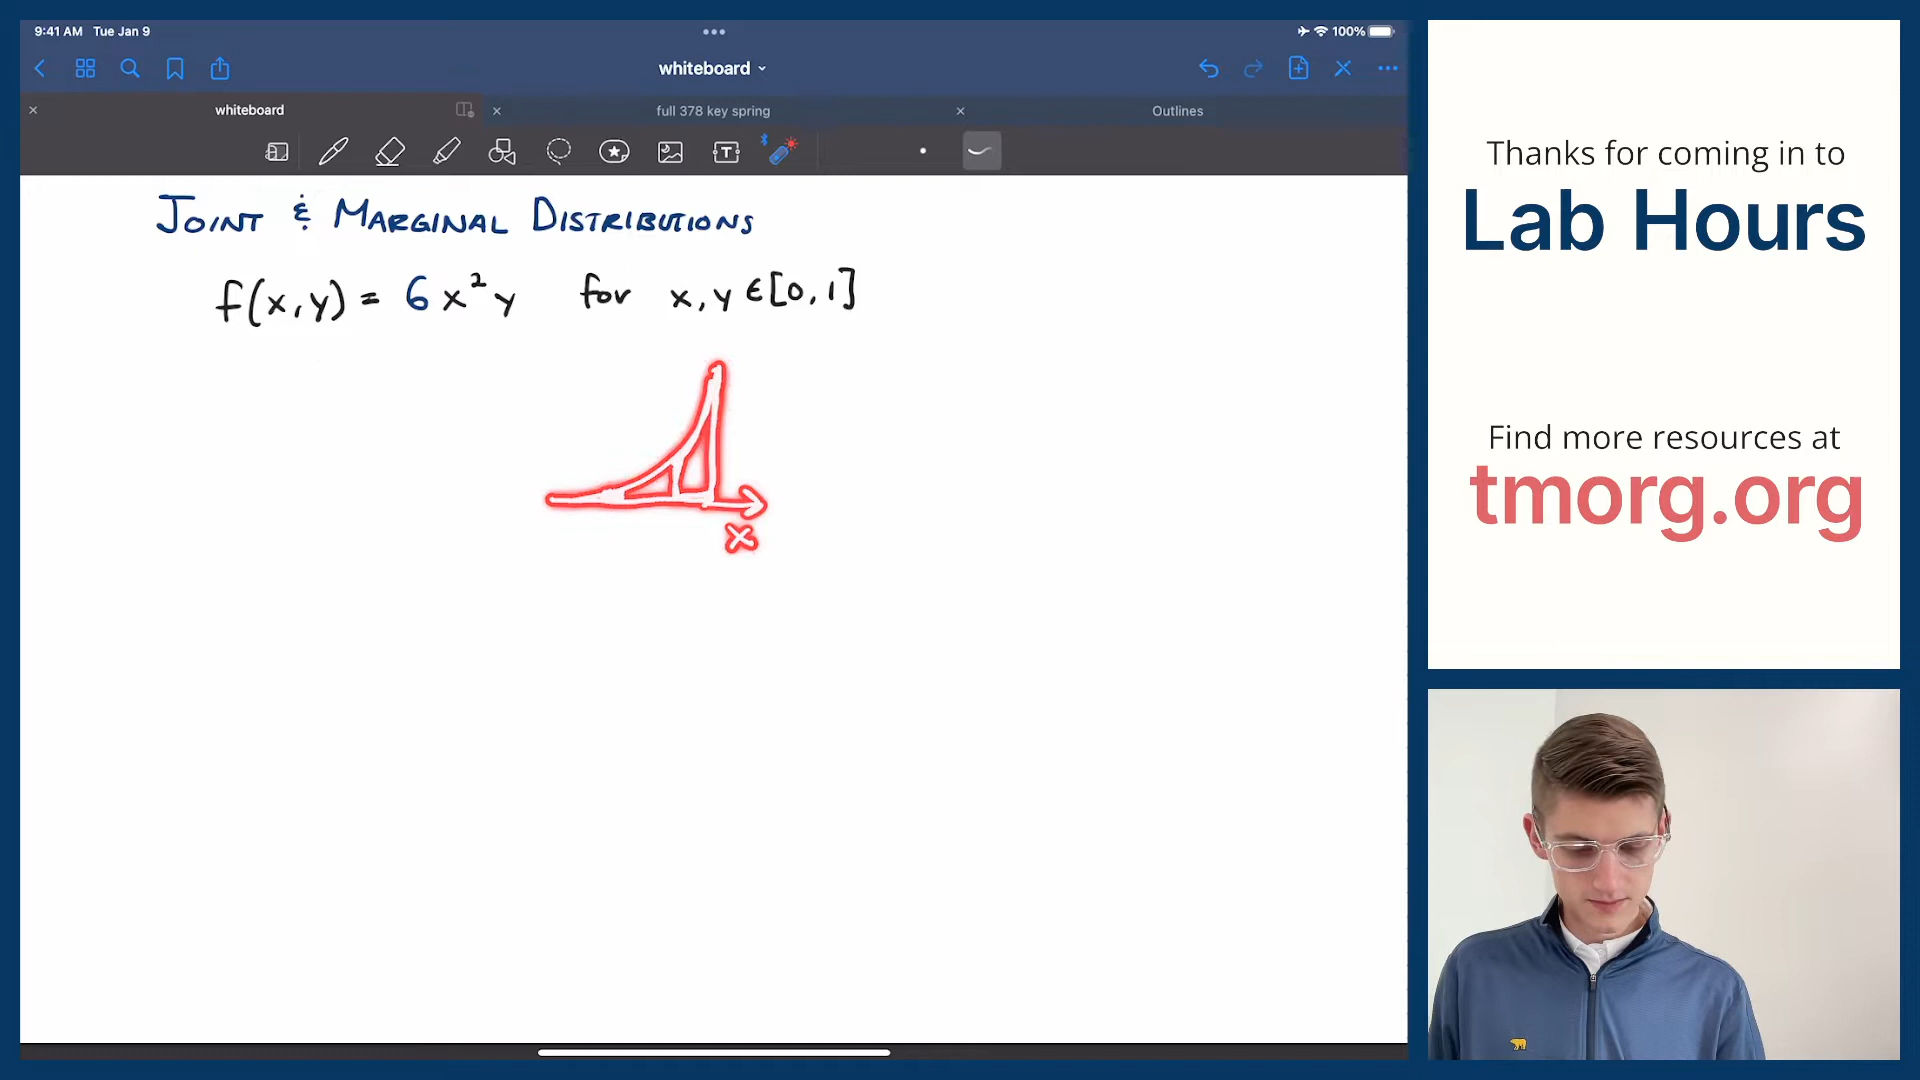 9:41 AM Tue Jan 9
100%
whiteboard
whiteboard
full 378 key spring
Outlines
T
JOINT & MARGINAL DISTRIBUTIONS
f(x,y) = 6x²y for x,y ∈ [0,1]
x
Thanks for coming in to
Lab Hours
Find more resources at
tmorg.org